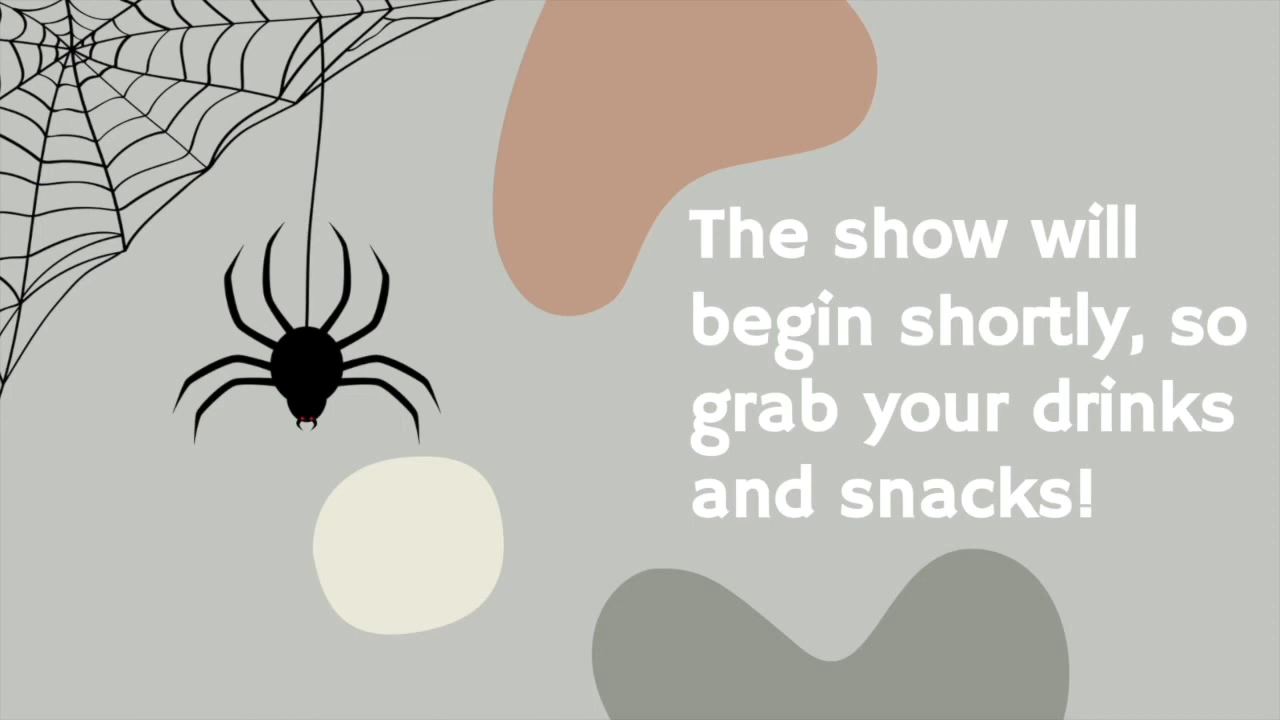 The show will
begin shortly, so
grab your drinks
and snacks!